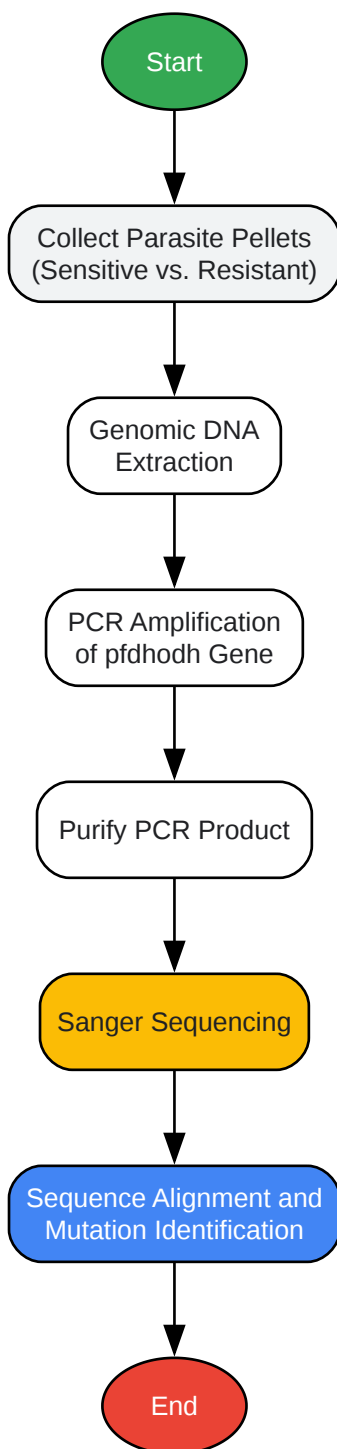 Start
Collect Parasite Pellets
(Sensitive vs. Resistant)
Genomic DNA
Extraction
PCR Amplification
of pfdhodh Gene
Purify PCR Product
Sanger Sequencing
Sequence Alignment and
Mutation Identification
End